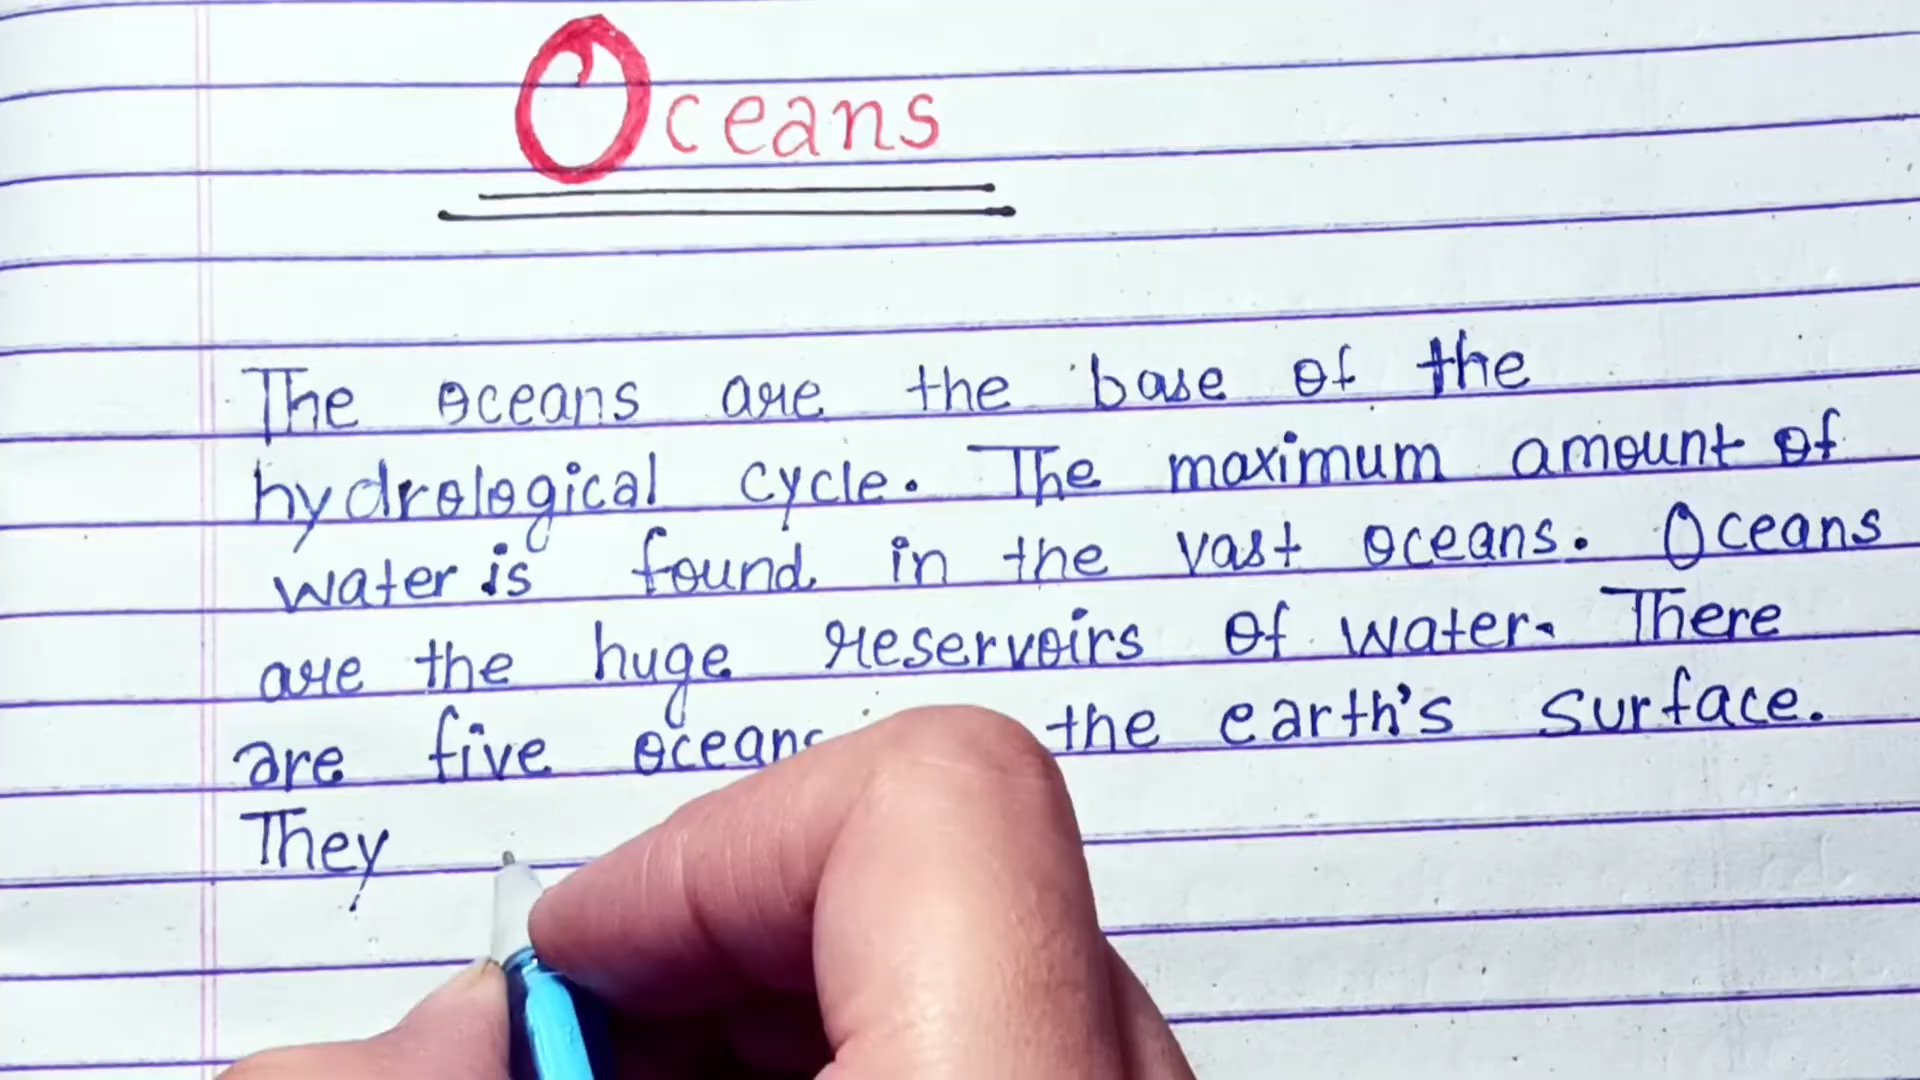 Oceans
The oceans are the base of the
hydrological cycle. The maximum amount of
water is found in the vast oceans. Oceans
are the huge reservoirs of water. There
are five oceans the earth's surface.
They